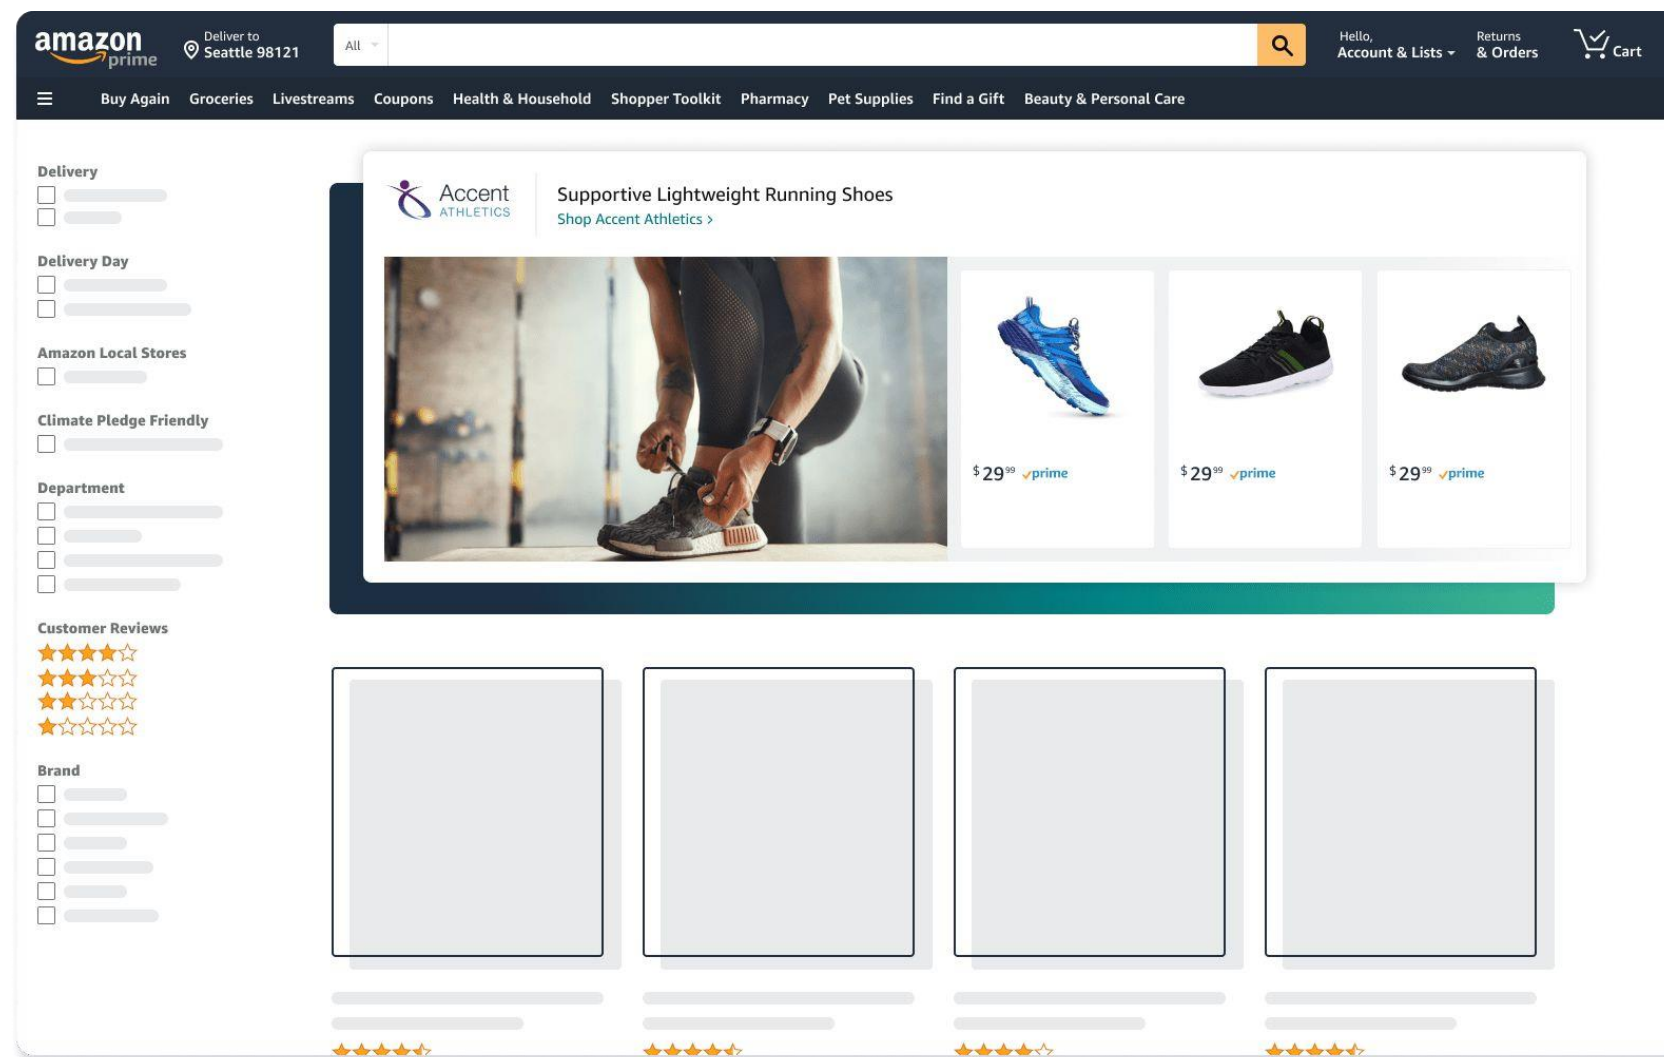 amazon
prime
Deliver to
Seattle 98121
All
Hello,
Account & Lists
Returns
& Orders
Cart
Buy Again
Groceries
Livestreams
Coupons
Health & Household
Shopper Toolkit
Pharmacy
Pet Supplies
Find a Gift
Beauty & Personal Care
Delivery
Delivery Day
Amazon Local Stores
Climate Pledge Friendly
Department
Customer Reviews
Brand
Accent
ATHLETICS
Supportive Lightweight Running Shoes
Shop Accent Athletics ›
$29⁹⁹ prime
$29⁹⁹ prime
$29⁹⁹ prime